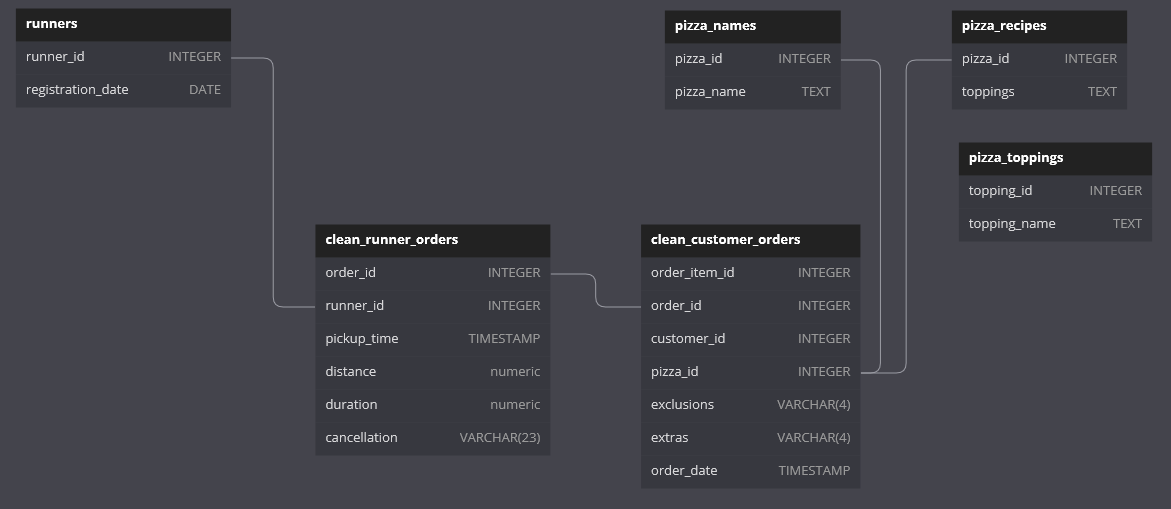 runners
runner_id INTEGER
registration_date DATE
pizza_names
pizza_id INTEGER
pizza_name TEXT
pizza_recipes
pizza_id INTEGER
toppings TEXT
pizza_toppings
topping_id INTEGER
topping_name TEXT
clean_runner_orders
order_id INTEGER
runner_id INTEGER
pickup_time TIMESTAMP
distance numeric
duration numeric
cancellation VARCHAR(23)
clean_customer_orders
order_item_id INTEGER
order_id INTEGER
customer_id INTEGER
pizza_id INTEGER
exclusions VARCHAR(4)
extras VARCHAR(4)
order_date TIMESTAMP